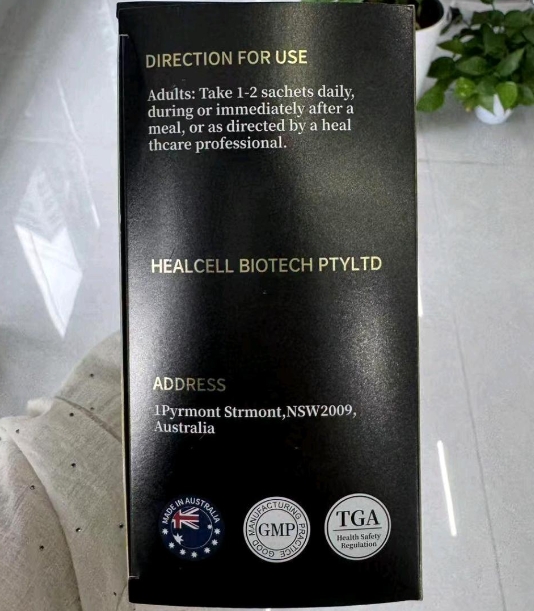 DIRECTION FOR USE
Adults: Take 1-2 sachets daily,
during or immediately after a
meal, or as directed by a heal
thcare professional.
HEALCELL BIOTECH PTYLTD
ADDRESS
1Pyrmont Strmont,NSW2009,
Australia
MADE IN AUSTRALIA
GOOD MANUFACTURING PRACTICE
GMP
TGA
Health Safety
Regulation